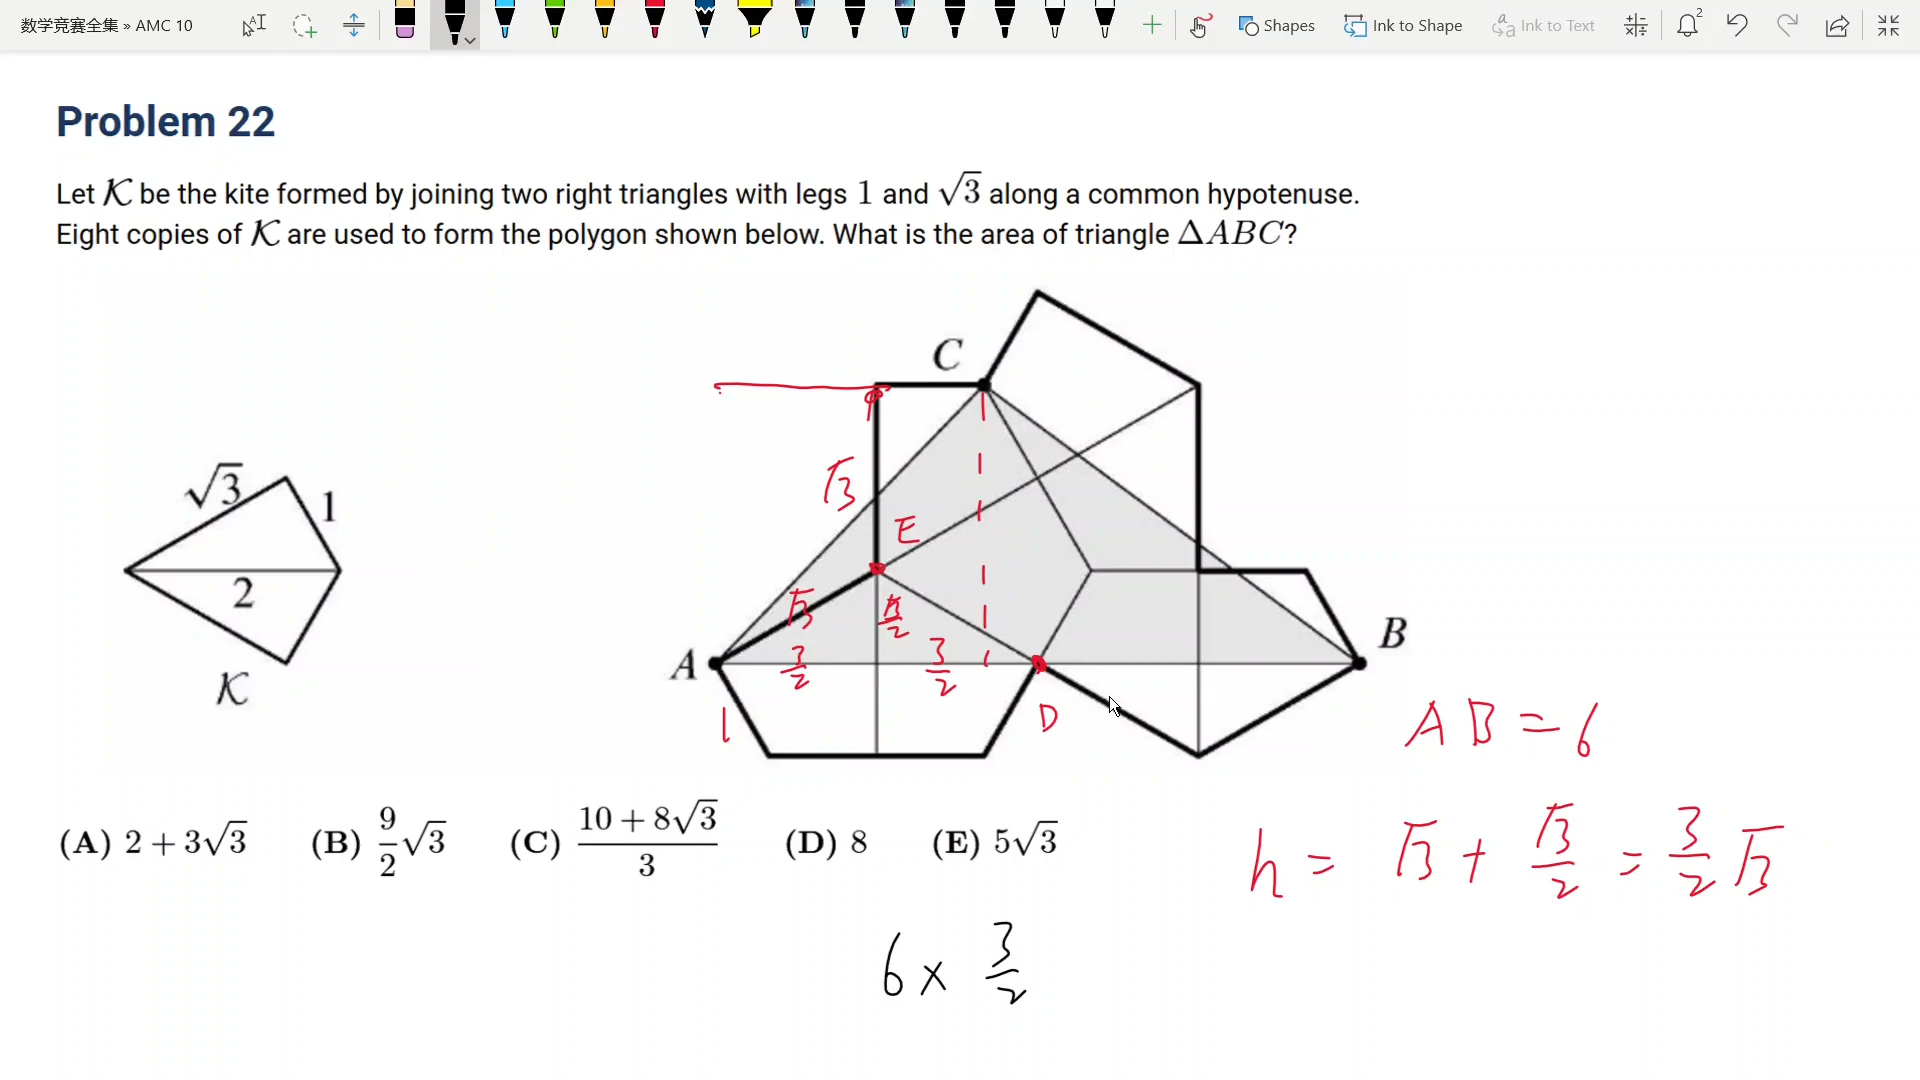 数学竞赛全集 » AMC 10
Shapes
Ink to Shape
Ink to Text
2
Problem 22
Let 𝒦 be the kite formed by joining two right triangles with legs 1 and √3 along a common hypotenuse.
Eight copies of 𝒦 are used to form the polygon shown below. What is the area of triangle ΔABC?
C
√3
1
2
𝒦
√3
E
√3
√3/2
A
3/2
3/2
B
1
D
AB = 6
(A) 2 + 3√3 (B) 9/2 √3 (C) (10 + 8√3)/3 (D) 8 (E) 5√3
h = √3 + √3/2 = 3/2 √3
6 × 3/2